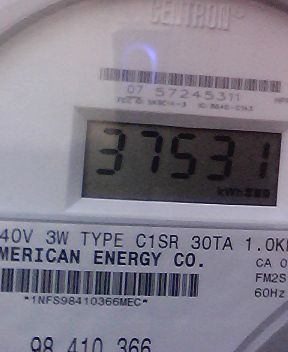 CENTRON®
07 57245311
37531
kWh
40V 3W TYPE C1SR 30TA 1.0K
MERICAN ENERGY CO.
CA 0
FM2S
60Hz
*1NFS98410366MEC*
98 410 366